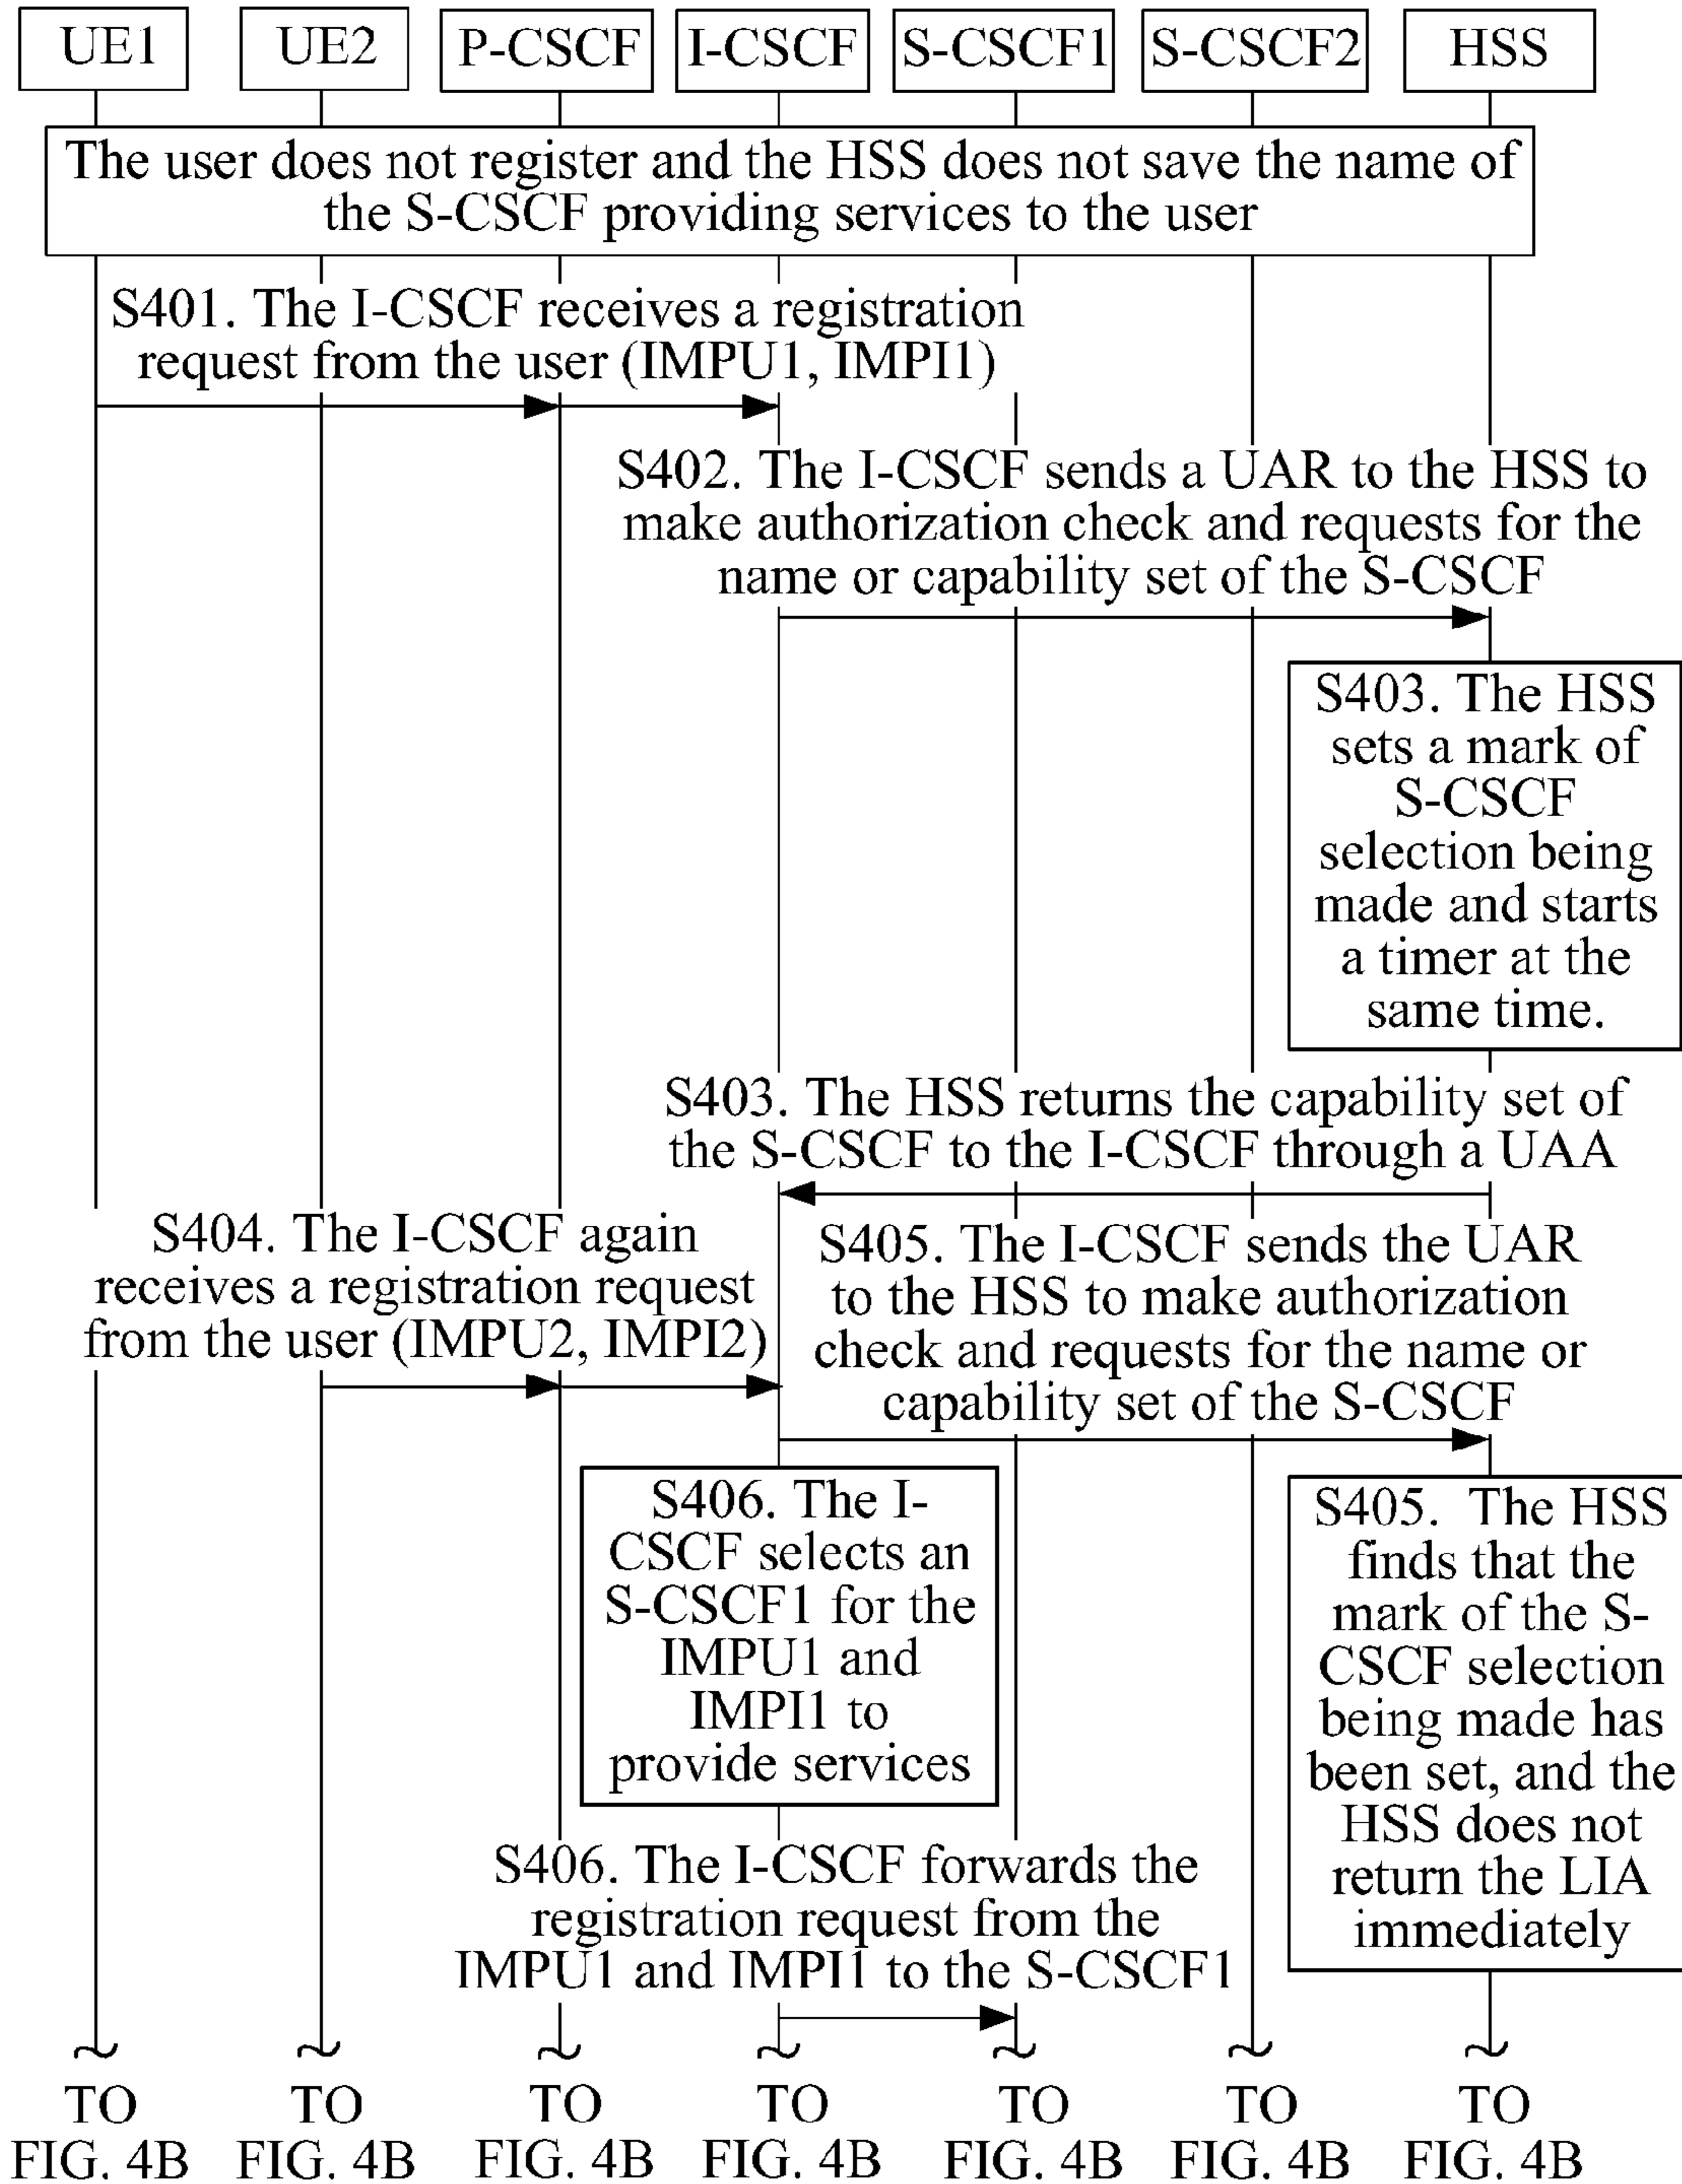 UE1 UE2 P-CSCF I-CSCF S-CSCF1 S-CSCF2 HSS
The user does not register and the HSS does not save the name of
the S-CSCF providing services to the user
S401. The I-CSCF receives a registration
request from the user (IMPU1, IMPI1)
S402. The I-CSCF sends a UAR to the HSS to
make authorization check and requests for the
name or capability set of the S-CSCF
S403. The HSS
sets a mark of
S-CSCF
selection being
made and starts
a timer at the
same time.
S403. The HSS returns the capability set of
the S-CSCF to the I-CSCF through a UAA
S404. The I-CSCF again
receives a registration request
from the user (IMPU2, IMPI2)
S405. The I-CSCF sends the UAR
to the HSS to make authorization
check and requests for the name or
capability set of the S-CSCF
S406. The I-
CSCF selects an
S-CSCF1 for the
IMPU1 and
IMPI1 to
provide services
S405. The HSS
finds that the
mark of the S-
CSCF selection
being made has
been set, and the
HSS does not
return the LIA
immediately
S406. The I-CSCF forwards the
registration request from the
IMPU1 and IMPI1 to the S-CSCF1
TO TO TO TO TO TO TO
FIG. 4B FIG. 4B FIG. 4B FIG. 4B FIG. 4B FIG. 4B FIG. 4B